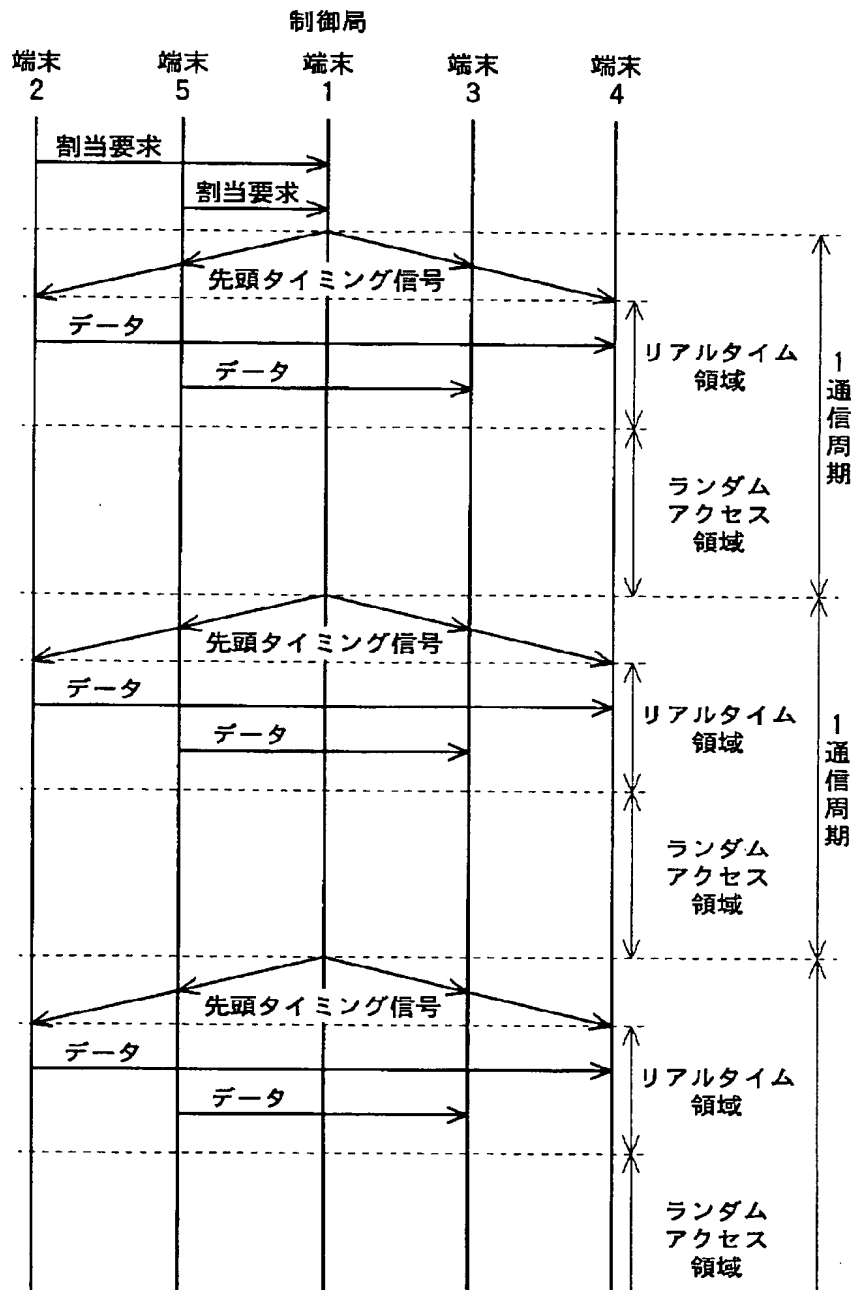 制御局
端末 端末 端末 端末 端末
2 5 1 3 4
割当要求
割当要求
先頭タイミング信号
データ
データ
リアルタイム
領域
1通信周期
ランダム
アクセス
領域
先頭タイミング信号
データ
データ
リアルタイム
領域
1通信周期
ランダム
アクセス
領域
先頭タイミング信号
データ
データ
リアルタイム
領域
ランダム
アクセス
領域